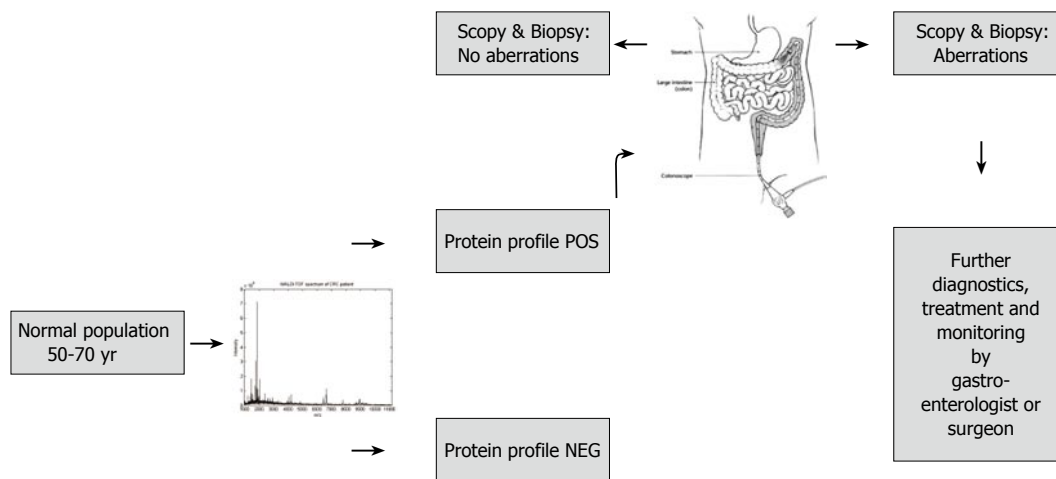 Scopy & Biopsy:
No aberrations
Stomach
Large intestine
(colon)
Colonoscope
Scopy & Biopsy:
Aberrations
Protein profile POS
Further
diagnostics,
treatment and
monitoring
by
gastro-
enterologist or
surgeon
Normal population
50-70 yr
MALDI-TOF spectrum of CRC patient
Intensity
Protein profile NEG